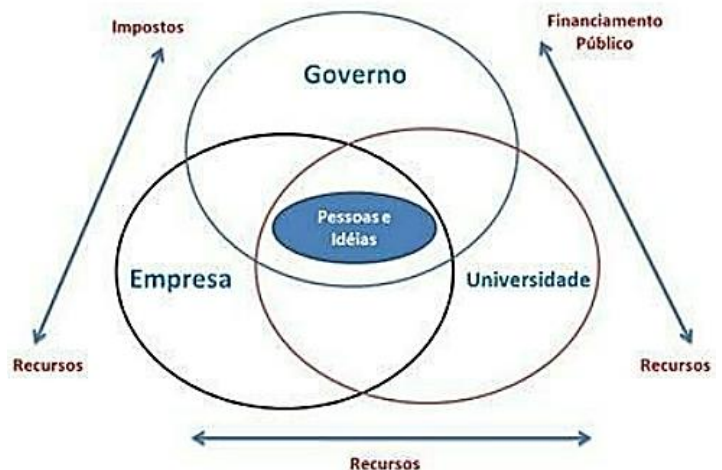 Impostos
Financiamento
Público
Governo
Pessoas e
Idéias
Empresa
Universidade
Recursos
Recursos
Recursos